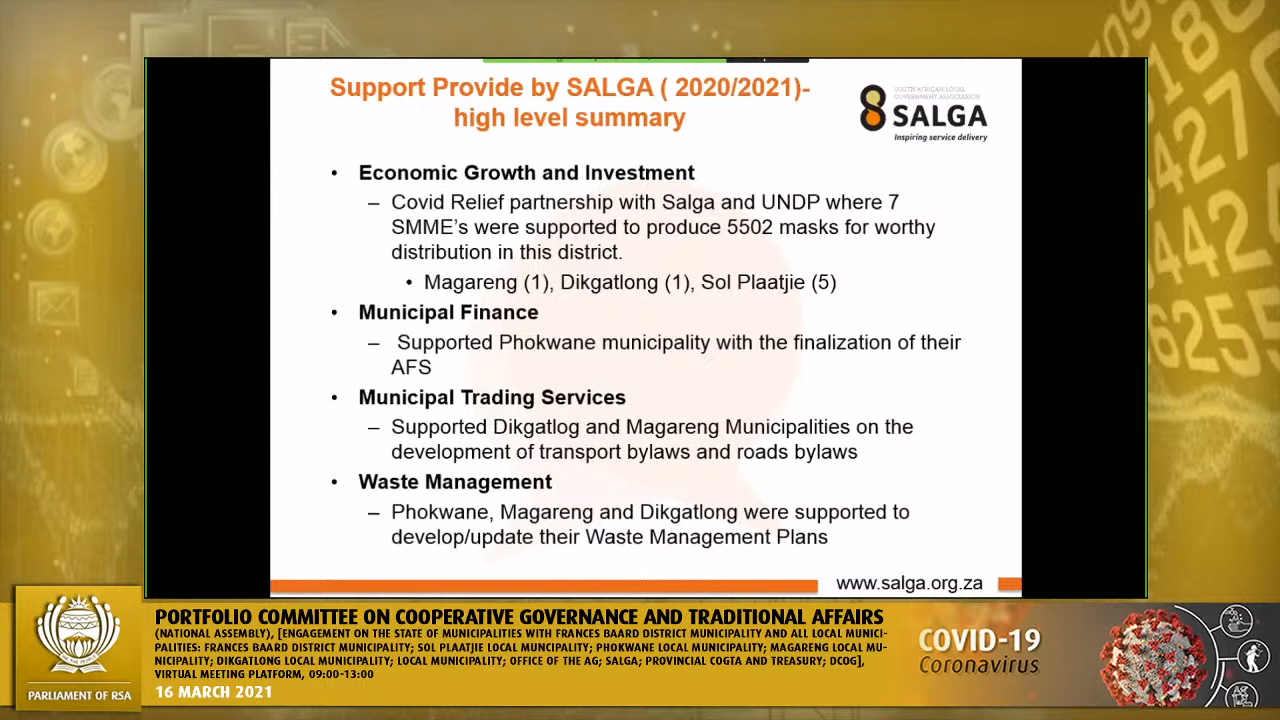 Support Provide by SALGA ( 2020/2021)-
high level summary
SOUTH AFRICAN LOCAL
GOVERNMENT ASSOCIATION
SALGA
Inspiring service delivery
• Economic Growth and Investment
– Covid Relief partnership with Salga and UNDP where 7
SMME's were supported to produce 5502 masks for worthy
distribution in this district.
• Magareng (1), Dikgatlong (1), Sol Plaatjie (5)
• Municipal Finance
– Supported Phokwane municipality with the finalization of their
AFS
• Municipal Trading Services
– Supported Dikgatlog and Magareng Municipalities on the
development of transport bylaws and roads bylaws
• Waste Management
– Phokwane, Magareng and Dikgatlong were supported to
develop/update their Waste Management Plans
www.salga.org.za
PARLIAMENT OF RSA
PORTFOLIO COMMITTEE ON COOPERATIVE GOVERNANCE AND TRADITIONAL AFFAIRS
(NATIONAL ASSEMBLY), [ENGAGEMENT ON THE STATE OF MUNICIPALITIES WITH FRANCES BAARD DISTRICT MUNICIPALITY AND ALL LOCAL MUNICI-
PALITIES: FRANCES BAARD DISTRICT MUNICIPALITY; SOL PLAATJIE LOCAL MUNCIPALITY; PHOKWANE LOCAL MUNICIPALITY; MAGARENG LOCAL MU-
NICIPALITY; DIKGATLONG LOCAL MUNICIPALITY; LOCAL MUNICIPALITY; OFFICE OF THE AG; SALGA; PROVINCIAL COGTA AND TREASURY; DCOG],
VIRTUAL MEETING PLATFORM, 09:00-13:00
16 MARCH 2021
COVID-19
Coronavirus